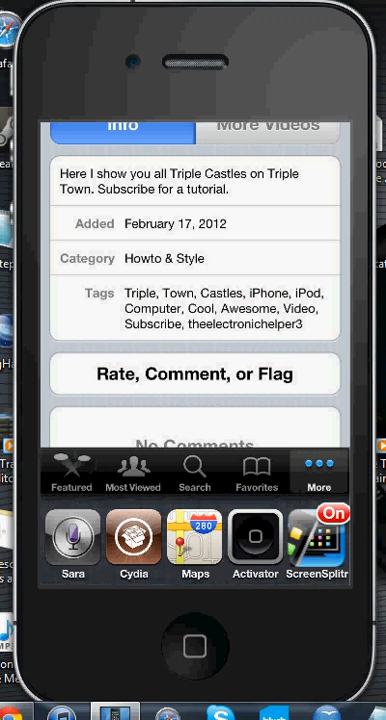 Info
More Videos
Here I show you all Triple Castles on Triple
Town. Subscribe for a tutorial.
Added February 17, 2012
Category Howto & Style
Tags Triple, Town, Castles, iPhone, iPod,
Computer, Cool, Awesome, Video,
Subscribe, theelectronichelper3
Rate, Comment, or Flag
No Comments
Featured
Most Viewed
Search
Favorites
More
280
On
Sara
Cydia
Maps
Activator
ScreenSplitr